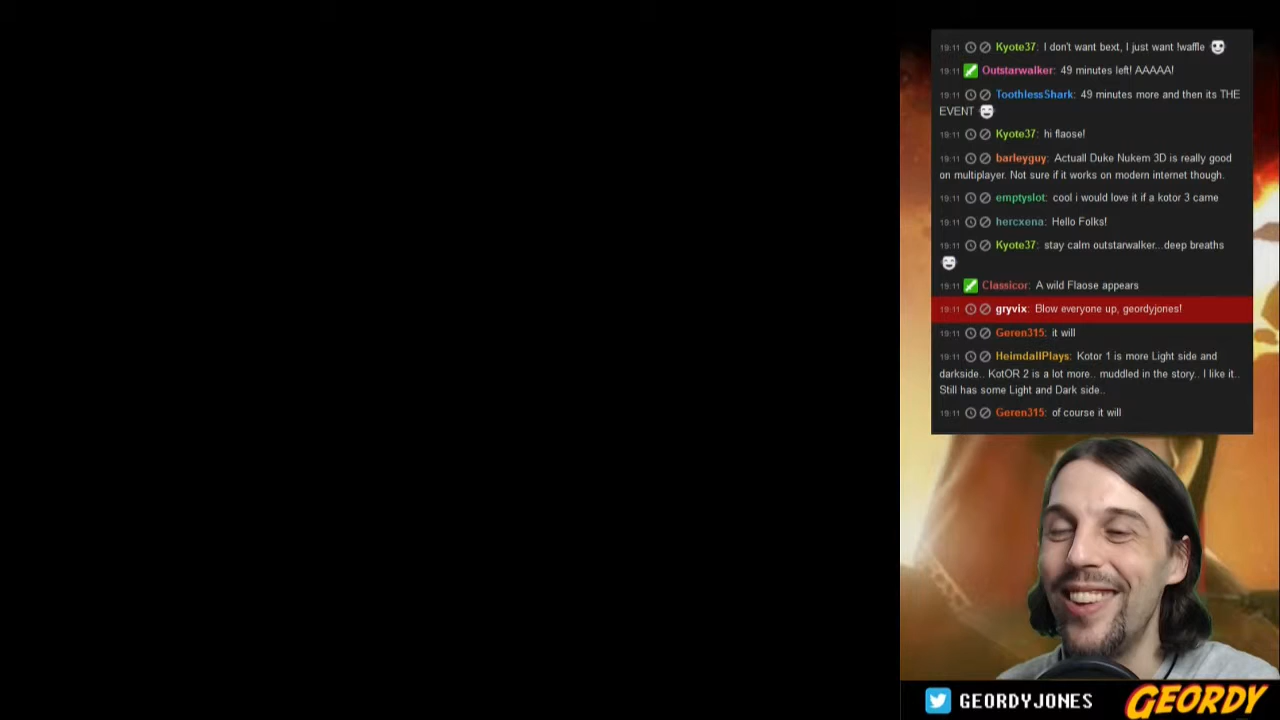 19:11 Kyote37: I don't want bext, I just want !waffle
19:11 Outstarwalker: 49 minutes left! AAAAA!
19:11 ToothlessShark: 49 minutes more and then its THE
EVENT
19:11 Kyote37: hi flaose!
19:11 barleyguy: Actuall Duke Nukem 3D is really good
on multiplayer. Not sure if it works on modern internet though.
19:11 emptyslot: cool i would love it if a kotor 3 came
19:11 hercxena: Hello Folks!
19:11 Kyote37: stay calm outstarwalker...deep breaths
19:11 Classicor: A wild Flaose appears
19:11 gryvix: Blow everyone up, geordyjones!
19:11 Geren315: it will
19:11 HeimdallPlays: Kotor 1 is more Light side and
darkside.. KotOR 2 is a lot more.. muddled in the story.. I like it..
Still has some Light and Dark side..
19:11 Geren315: of course it will
GEORDYJONES
GEORDY